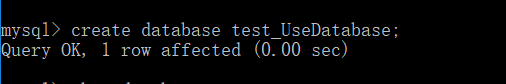 mysql> create database test_UseDatabase;
Query OK, 1 row affected (0.00 sec)